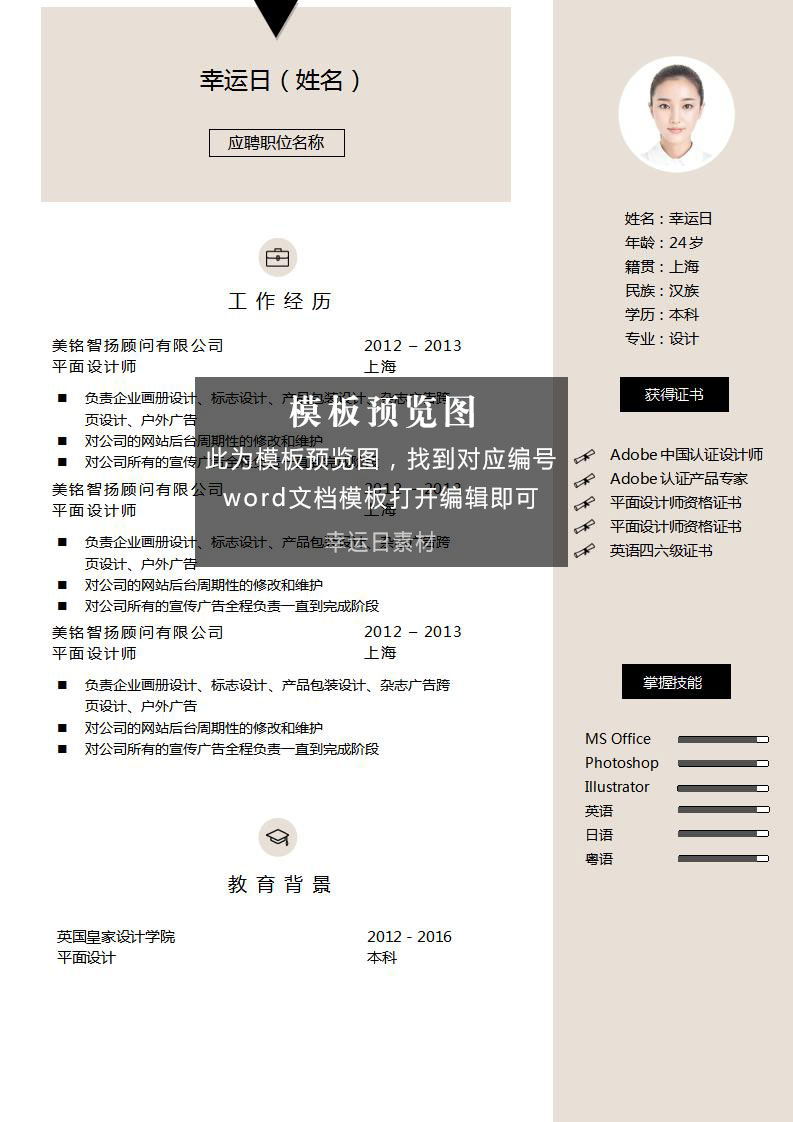 幸运日（姓名）
应聘职位名称
工作经历
美铭智扬顾问有限公司 2012 – 2013
平面设计师 上海
■ 负责企业画册设计、标志设计、产品包装设计、杂志广告跨
页设计、户外广告
■ 对公司的网站后台周期性的修改和维护
■ 对公司所有的宣传广告全程负责一直到完成阶段
美铭智扬顾问有限公司 2012 – 2013
平面设计师 上海
■ 负责企业画册设计、标志设计、产品包装设计、杂志广告跨
页设计、户外广告
■ 对公司的网站后台周期性的修改和维护
■ 对公司所有的宣传广告全程负责一直到完成阶段
美铭智扬顾问有限公司 2012 – 2013
平面设计师 上海
■ 负责企业画册设计、标志设计、产品包装设计、杂志广告跨
页设计、户外广告
■ 对公司的网站后台周期性的修改和维护
■ 对公司所有的宣传广告全程负责一直到完成阶段
模板预览图
此为模板预览图，找到对应编号
word文档模板打开编辑即可
幸运日素材
教育背景
英国皇家设计学院 2012 - 2016
平面设计 本科
姓名：幸运日
年龄：24岁
籍贯：上海
民族：汉族
学历：本科
专业：设计
获得证书
Adobe 中国认证设计师
Adobe 认证产品专家
平面设计师资格证书
平面设计师资格证书
英语四六级证书
掌握技能
MS Office
Photoshop
Illustrator
英语
日语
粤语